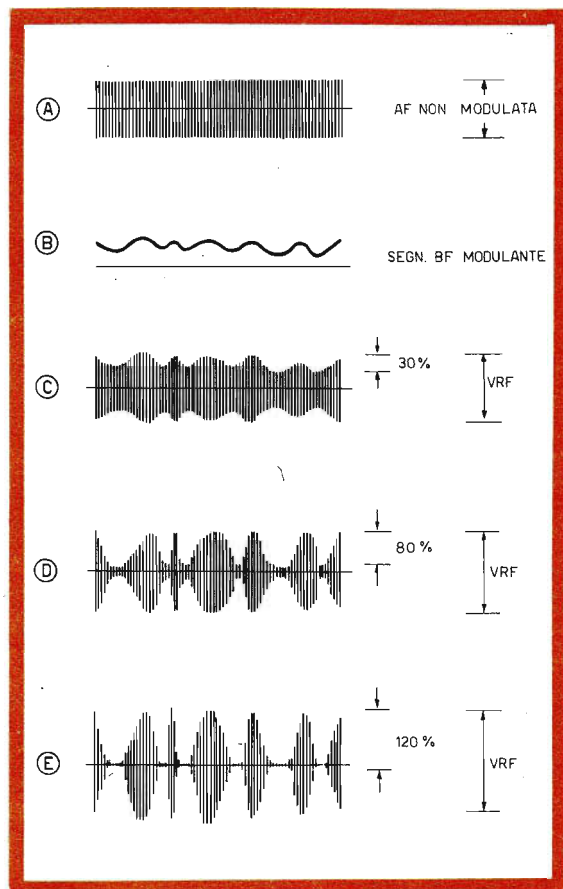 A AF NON MODULATA
B SEGN. BF MODULANTE
C 30% VRF
D 80% VRF
E 120% VRF